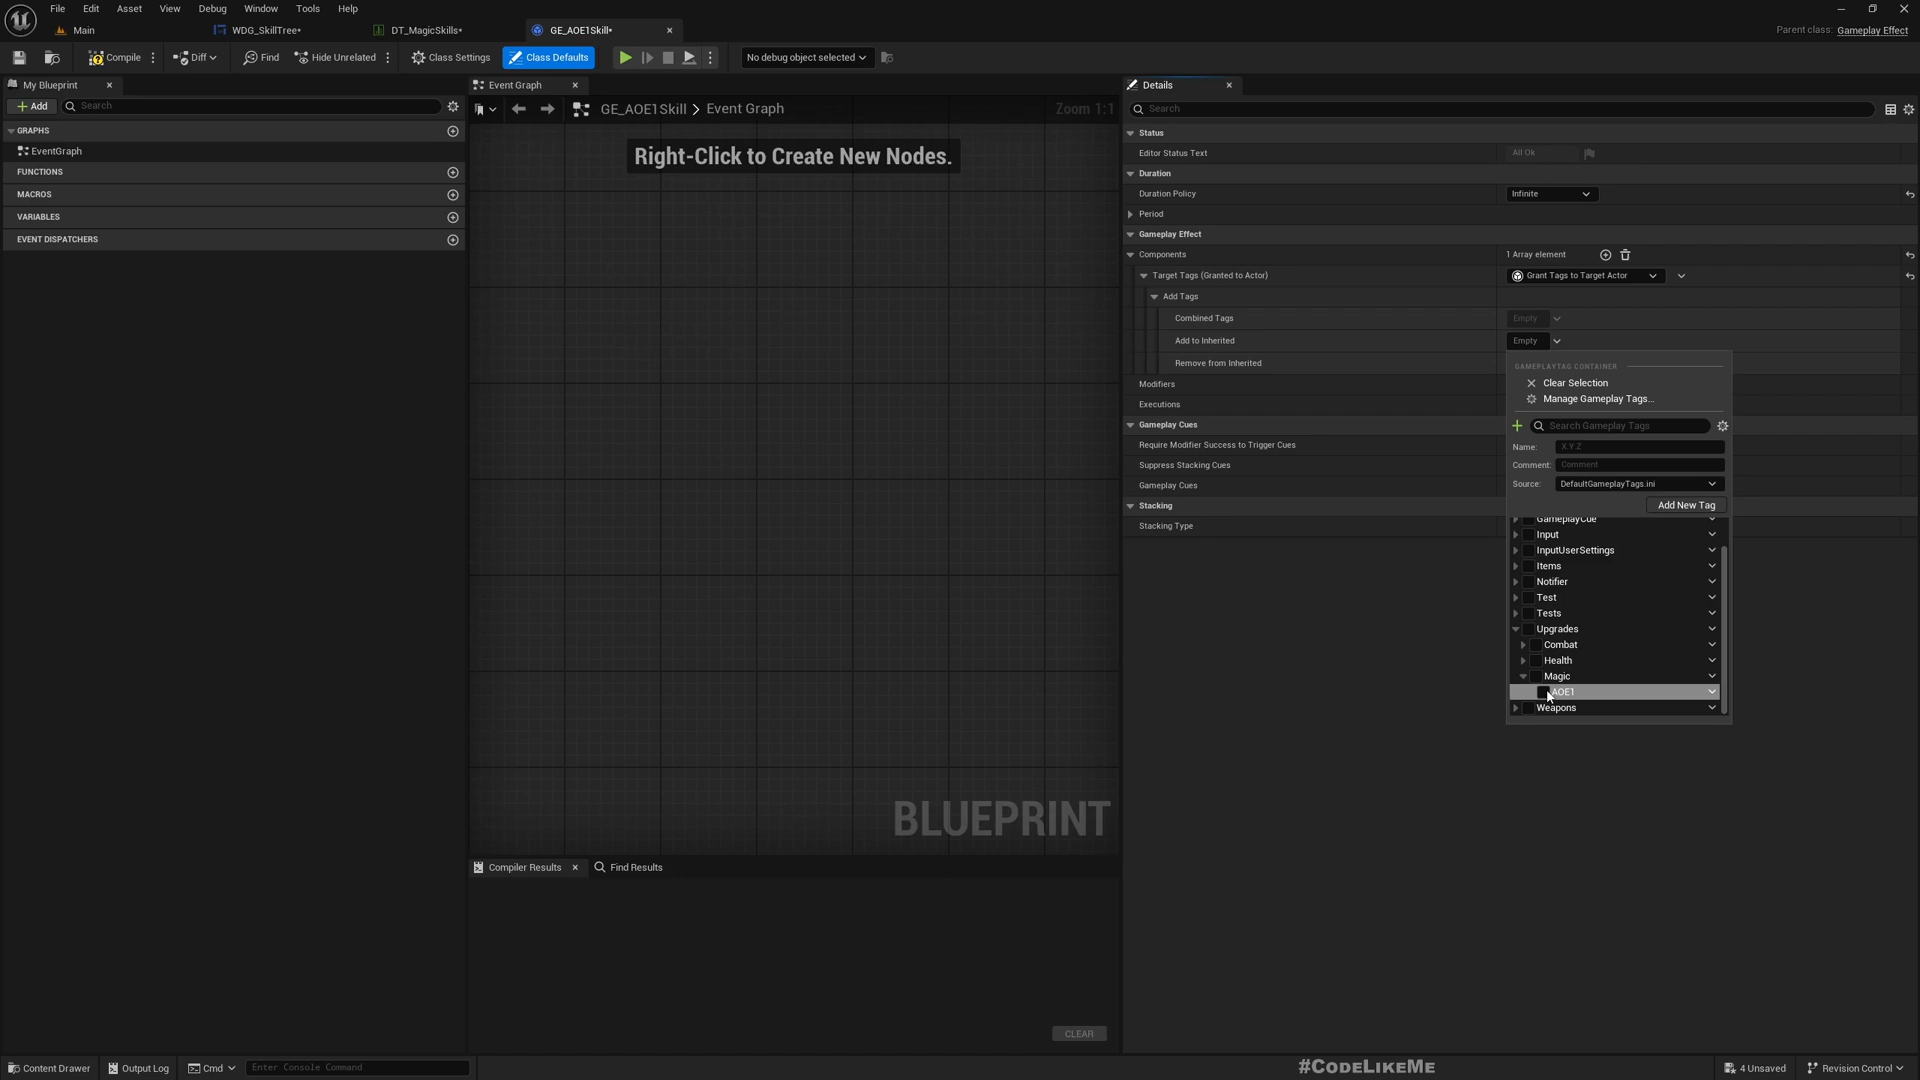 File Edit Asset View Debug Window Tools Help
Main WDG_SkillTree* DT_MagicSkills* GE_AOE1Skill*
Parent class: Gameplay Effect
Compile Diff Find Hide Unrelated Class Settings Class Defaults No debug object selected
My Blueprint
Add Search
GRAPHS
EventGraph
FUNCTIONS
MACROS
VARIABLES
EVENT DISPATCHERS
Event Graph
GE_AOE1Skill > Event Graph Zoom 1:1
Right-Click to Create New Nodes.
BLUEPRINT
Compiler Results Find Results
CLEAR
Details
Search
Status
Editor Status Text All Ok
Duration
Duration Policy Infinite
Period
Gameplay Effect
Components 1 Array element
Target Tags (Granted to Actor) Grant Tags to Target Actor
Add Tags
Combined Tags Empty
Add to Inherited Empty
Remove from Inherited
Modifiers
Executions
Gameplay Cues
Require Modifier Success to Trigger Cues
Suppress Stacking Cues
Gameplay Cues
Stacking
Stacking Type
GAMEPLAYTAG CONTAINER
Clear Selection
Manage Gameplay Tags...
Search Gameplay Tags
Name: X.Y.Z
Comment: Comment
Source: DefaultGameplayTags.ini
Add New Tag
GameplayCue
Input
InputUserSettings
Items
Notifier
Test
Tests
Upgrades
Combat
Health
Magic
AOE1
Weapons
Content Drawer Output Log Cmd Enter Console Command
#CODELIKEME
4 Unsaved Revision Control